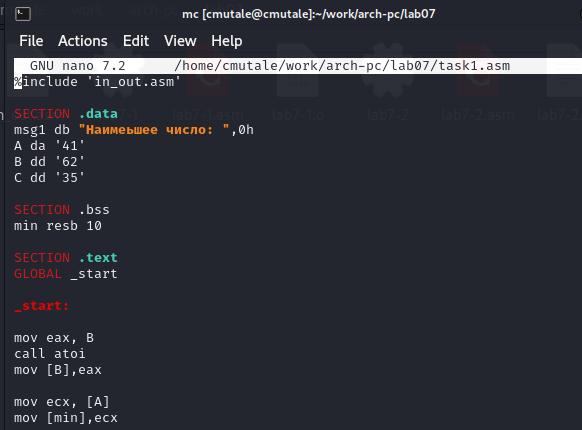 mc [cmutale@cmutale]:~/work/arch-pc/lab07
File Actions Edit View Help
GNU nano 7.2 /home/cmutale/work/arch-pc/lab07/task1.asm
%include 'in_out.asm'
SECTION .data
msg1 db "Наимеьшее число: ",0h
A da '41'
B dd '62'
C dd '35'
SECTION .bss
min resb 10
SECTION .text
GLOBAL _start
_start:
mov eax, B
call atoi
mov [B],eax
mov ecx, [A]
mov [min],ecx